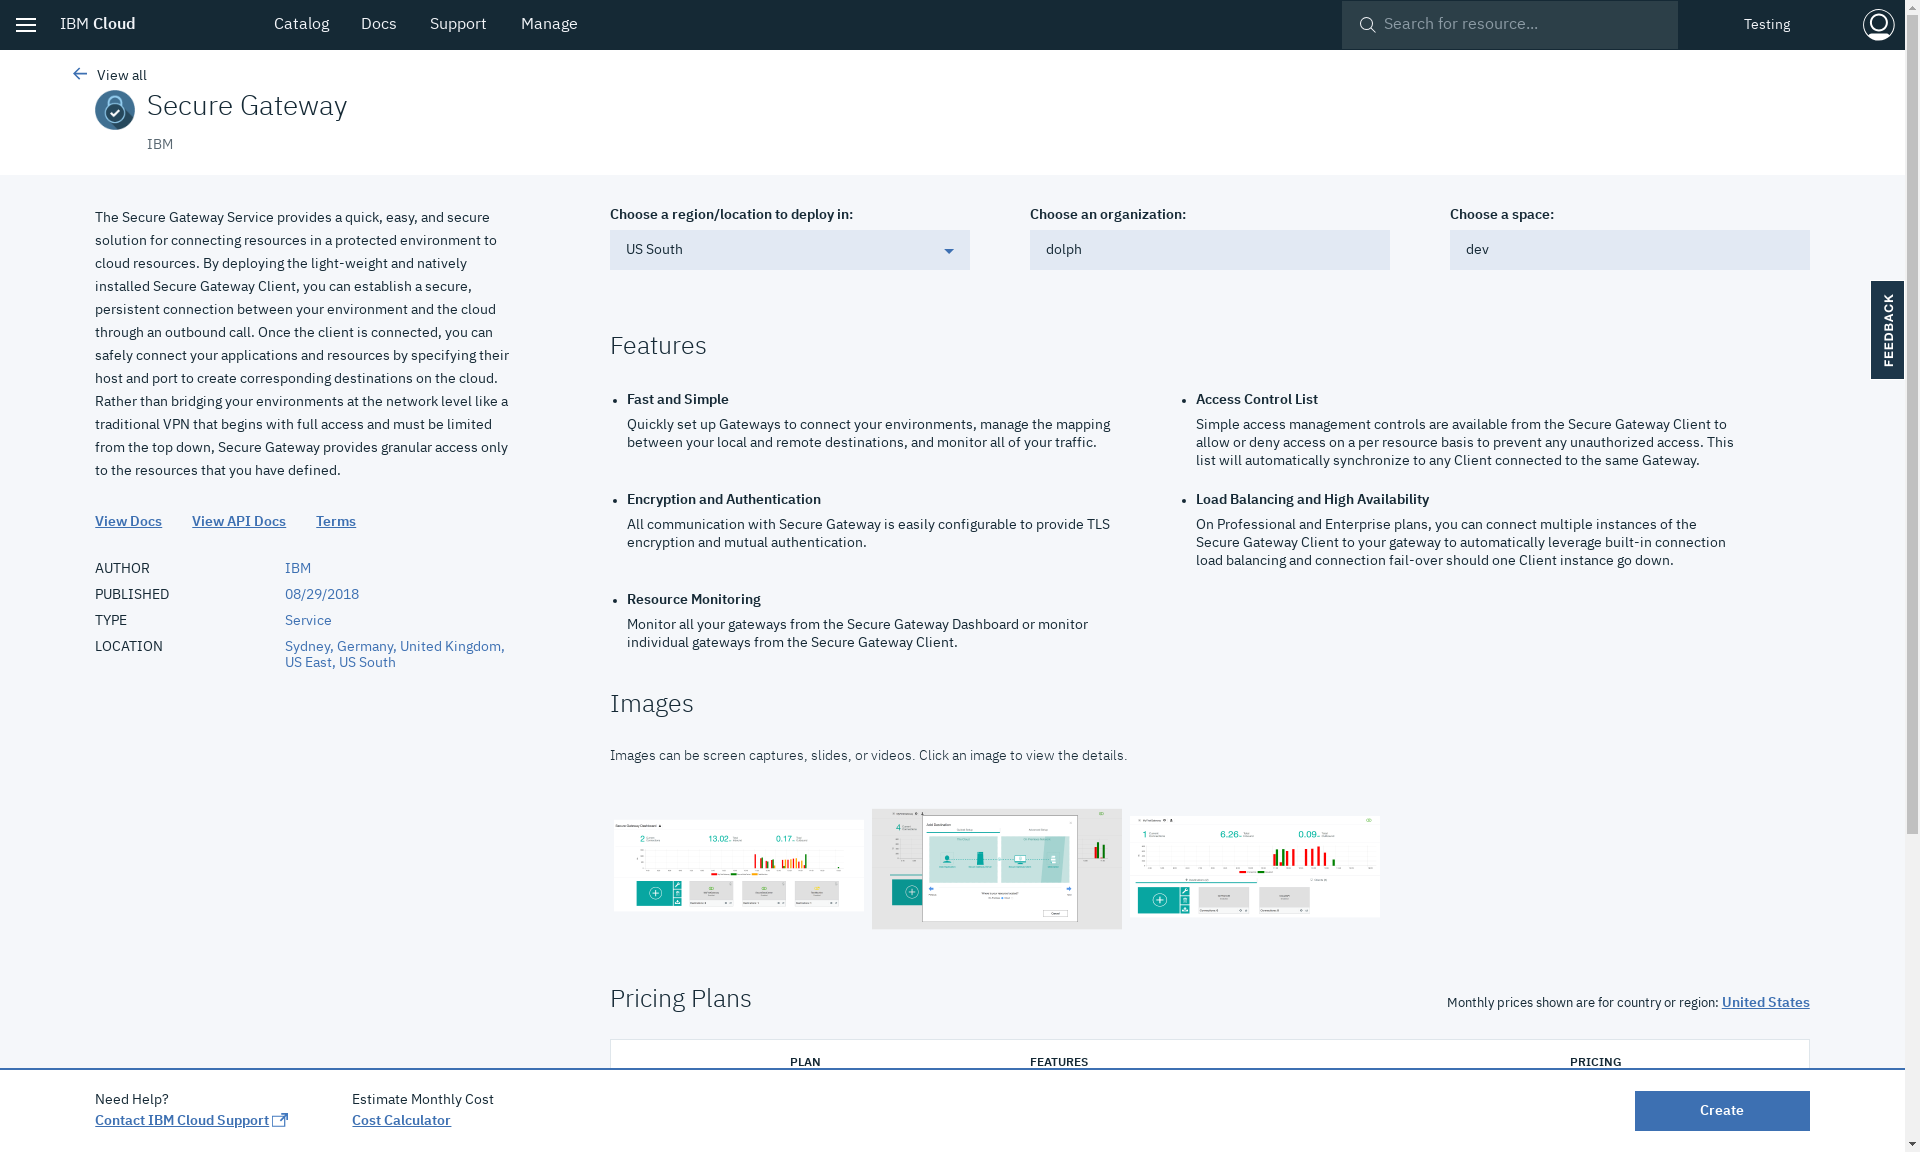 IBM Cloud
Catalog
Docs
Support
Manage
Search for resource...
Testing
View all
Secure Gateway
IBM
The Secure Gateway Service provides a quick, easy, and secure
solution for connecting resources in a protected environment to
cloud resources. By deploying the light-weight and natively
installed Secure Gateway Client, you can establish a secure,
persistent connection between your environment and the cloud
through an outbound call. Once the client is connected, you can
safely connect your applications and resources by specifying their
host and port to create corresponding destinations on the cloud.
Rather than bridging your environments at the network level like a
traditional VPN that begins with full access and must be limited
from the top down, Secure Gateway provides granular access only
to the resources that you have defined.
View Docs
View API Docs
Terms
AUTHOR
IBM
PUBLISHED
08/29/2018
TYPE
Service
LOCATION
Sydney, Germany, United Kingdom,
US East, US South
Choose a region/location to deploy in:
US South
Choose an organization:
dolph
Choose a space:
dev
FEEDBACK
Features
Fast and Simple
Quickly set up Gateways to connect your environments, manage the mapping
between your local and remote destinations, and monitor all of your traffic.
Access Control List
Simple access management controls are available from the Secure Gateway Client to
allow or deny access on a per resource basis to prevent any unauthorized access. This
list will automatically synchronize to any Client connected to the same Gateway.
Encryption and Authentication
All communication with Secure Gateway is easily configurable to provide TLS
encryption and mutual authentication.
Load Balancing and High Availability
On Professional and Enterprise plans, you can connect multiple instances of the
Secure Gateway Client to your gateway to automatically leverage built-in connection
load balancing and connection fail-over should one Client instance go down.
Resource Monitoring
Monitor all your gateways from the Secure Gateway Dashboard or monitor
individual gateways from the Secure Gateway Client.
Images
Images can be screen captures, slides, or videos. Click an image to view the details.
Secure Gateway Dashboard
2
13.02
0.17
4
Add Destination
1
6.26
0.09
Pricing Plans
Monthly prices shown are for country or region: United States
PLAN
FEATURES
PRICING
Need Help?
Contact IBM Cloud Support
Estimate Monthly Cost
Cost Calculator
Create